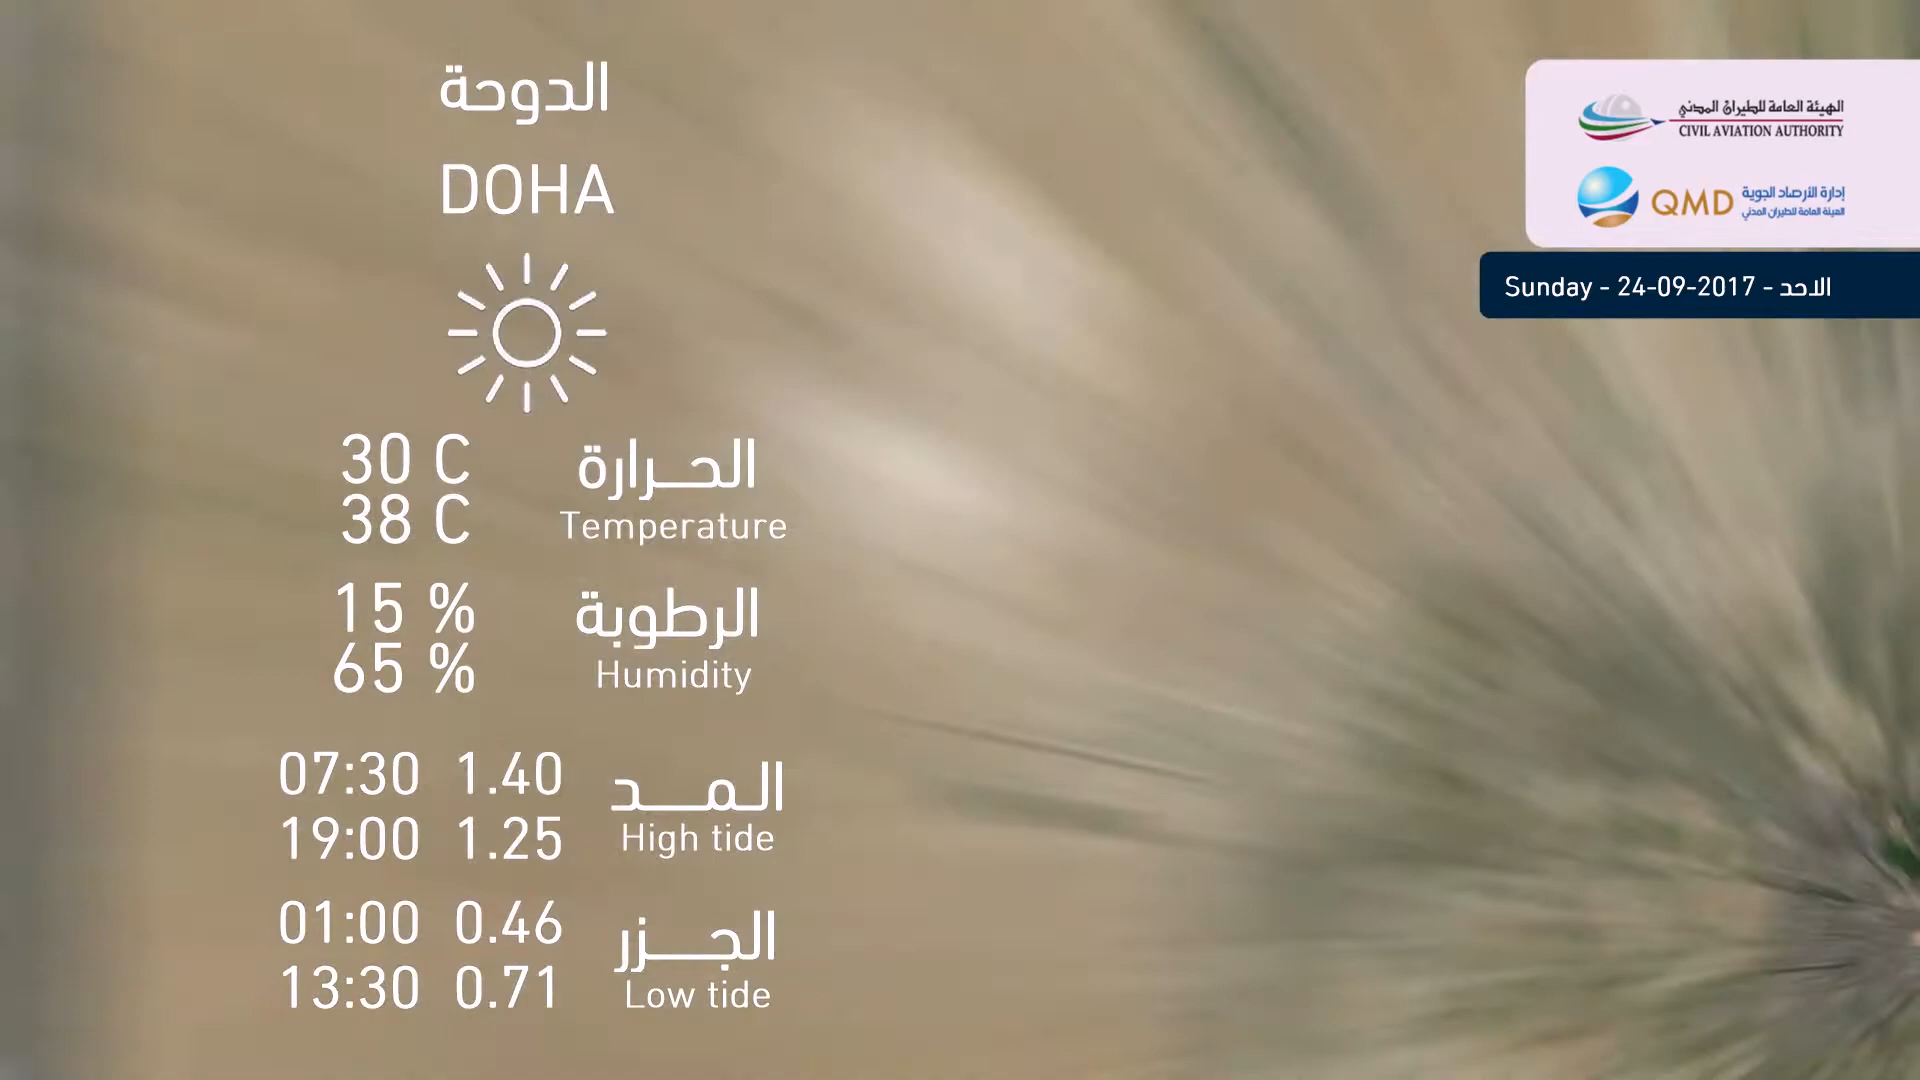 الدوحة
DOHA
30 C
38 C
الحـــرارة
Temperature
15 %
65 %
الرطوبة
Humidity
07:30 1.40
19:00 1.25
الـمـــــد
High tide
01:00 0.46
13:30 0.71
الجـــــزر
Low tide
الهيئة العامة للطيران المدني
CIVIL AVIATION AUTHORITY
QMD
إدارة الأرصاد الجوية
الهيئة العامة للطيران المدني
Sunday - 24-09-2017 - الاحد